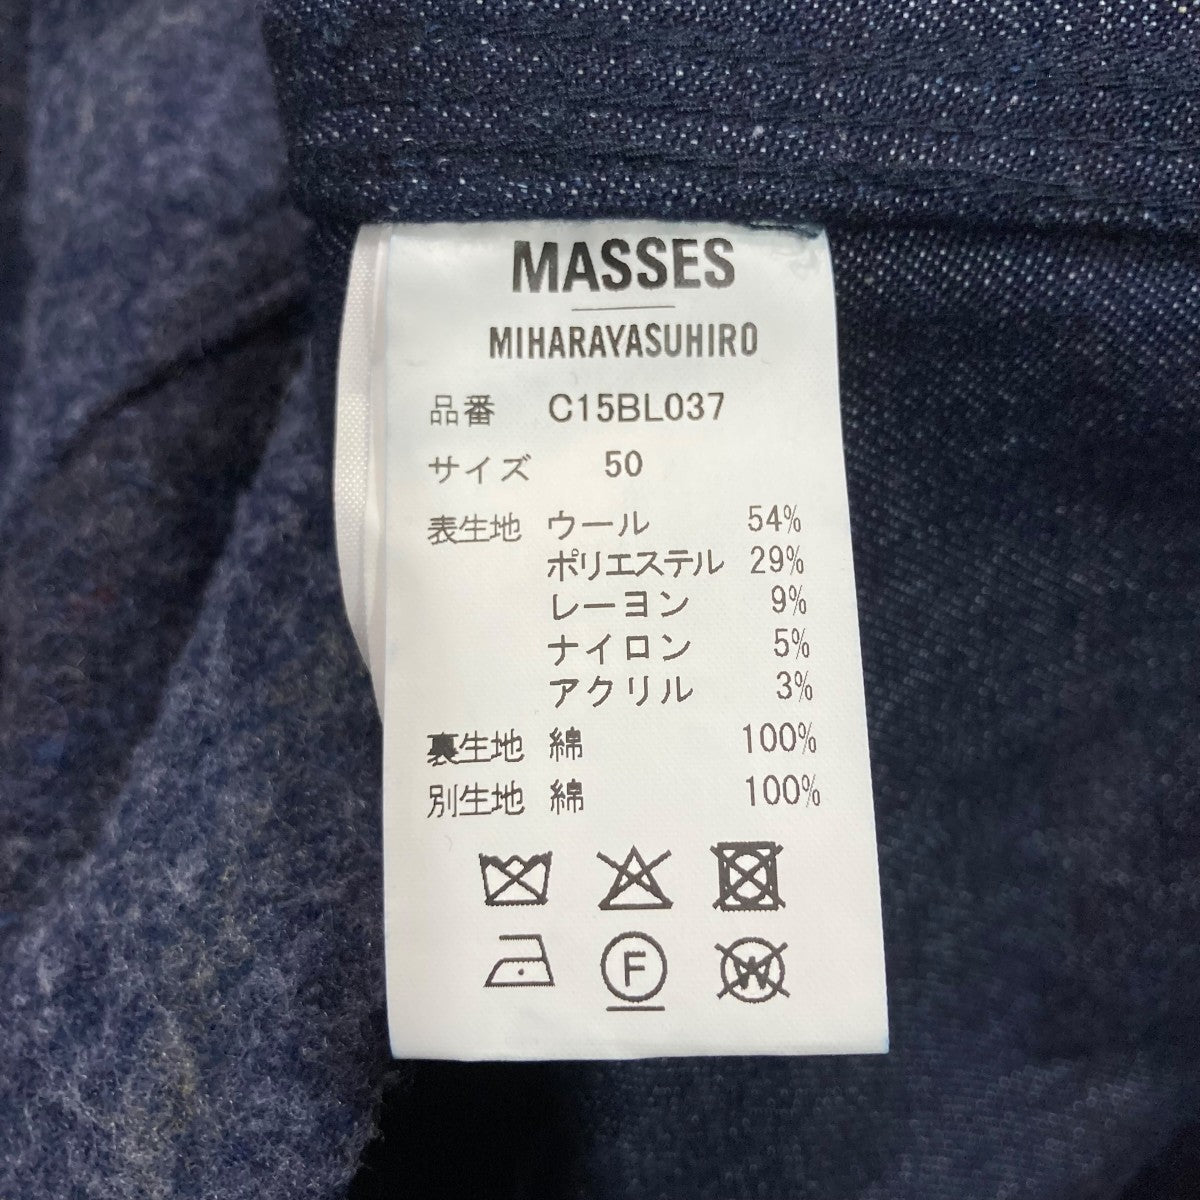 MASSES
MIHARAYASUHIRO
品番 C15BL037
サイズ 50
表生地 ウール 54%
ポリエステル 29%
レーヨン 9%
ナイロン 5%
アクリル 3%
裏生地 綿 100%
別生地 綿 100%
F W